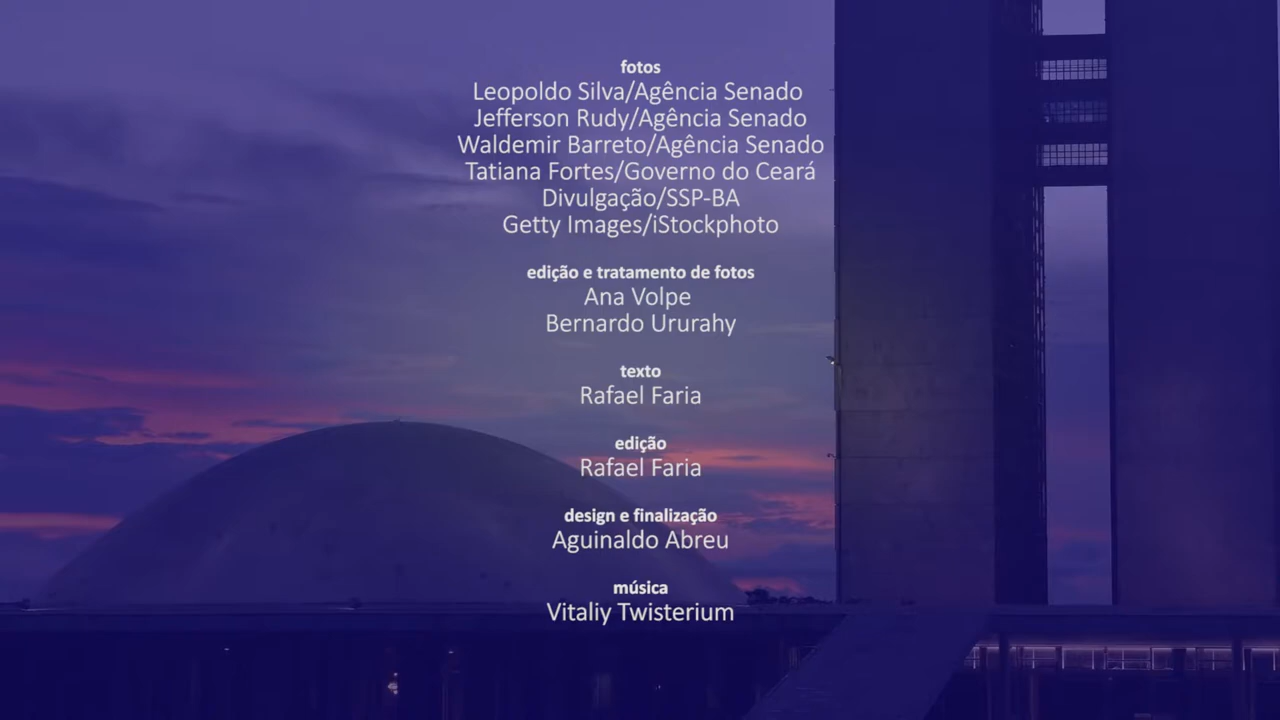 fotos
Leopoldo Silva/Agência Senado
Jefferson Rudy/Agência Senado
Waldemir Barreto/Agência Senado
Tatiana Fortes/Governo do Ceará
Divulgação/SSP-BA
Getty Images/iStockphoto
edição e tratamento de fotos
Ana Volpe
Bernardo Ururahy
texto
Rafael Faria
edição
Rafael Faria
design e finalização
Aguinaldo Abreu
música
Vitaliy Twisterium